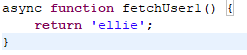 async function fetchUser1() {
    return 'ellie';
}